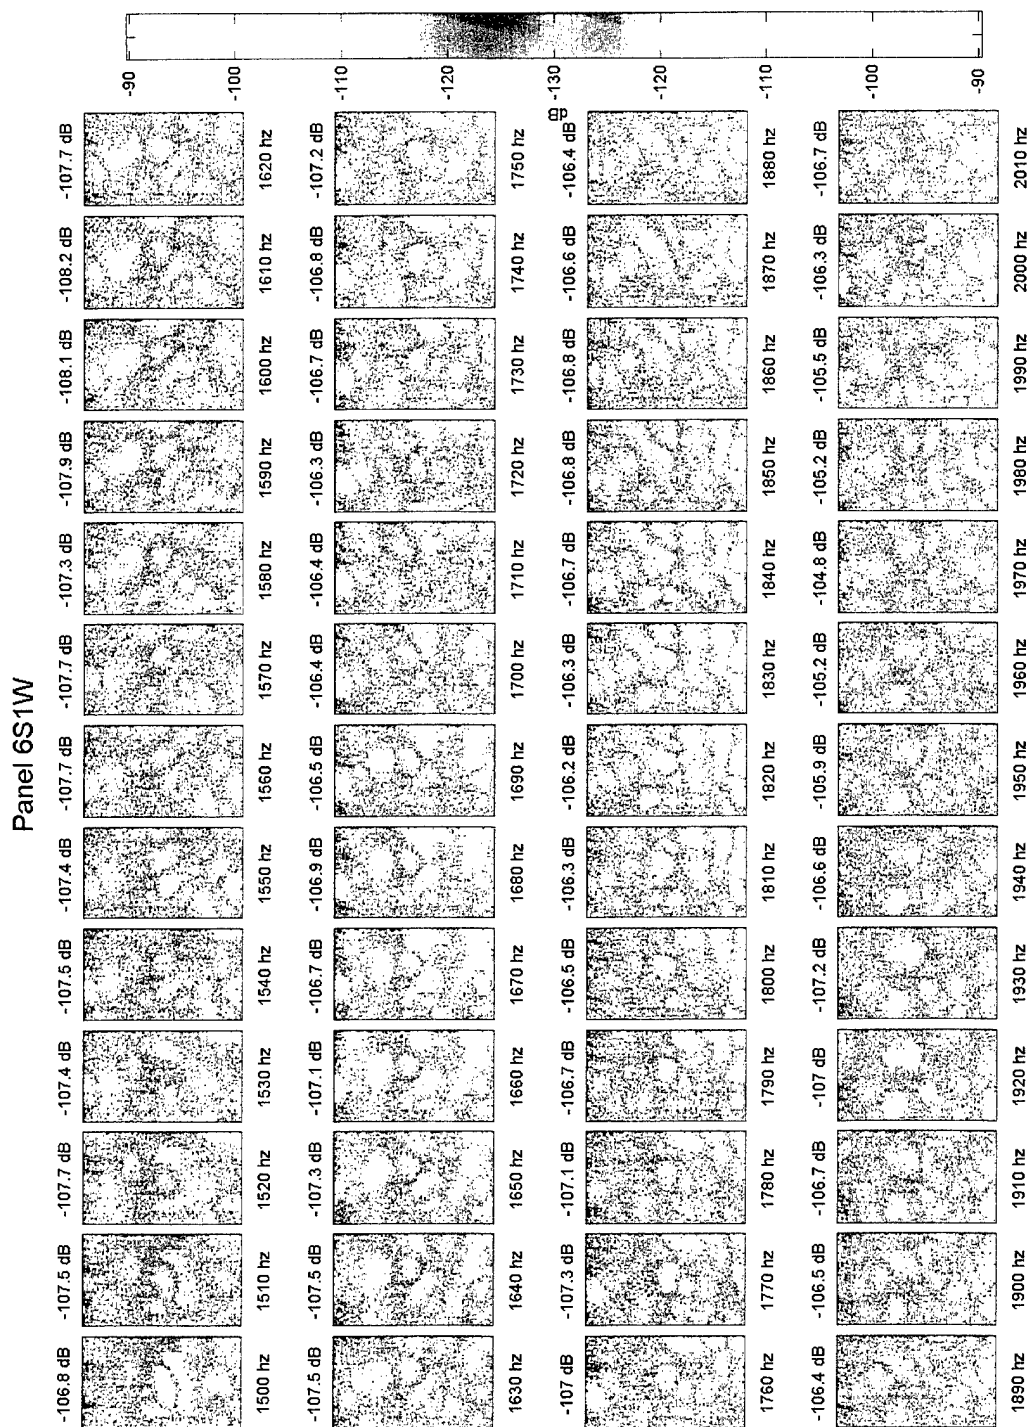 Panel 6S1W
-106.8 dB -107.5 dB -107.7 dB -107.4 dB -107.5 dB -107.4 dB -107.7 dB -107.7 dB -107.3 dB -107.9 dB -108.1 dB -108.2 dB -107.7 dB
1500 hz 1510 hz 1520 hz 1530 hz 1540 hz 1550 hz 1560 hz 1570 hz 1580 hz 1590 hz 1600 hz 1610 hz 1620 hz
-107.5 dB -107.5 dB -107.3 dB -107.1 dB -106.7 dB -106.9 dB -106.5 dB -106.4 dB -106.4 dB -106.3 dB -106.7 dB -106.8 dB -107.2 dB
1630 hz 1640 hz 1650 hz 1660 hz 1670 hz 1680 hz 1690 hz 1700 hz 1710 hz 1720 hz 1730 hz 1740 hz 1750 hz
-107 dB -107.3 dB -107.1 dB -106.7 dB -106.5 dB -106.3 dB -106.2 dB -106.3 dB -106.7 dB -106.8 dB -106.8 dB -106.6 dB -106.4 dB
1760 hz 1770 hz 1780 hz 1790 hz 1800 hz 1810 hz 1820 hz 1830 hz 1840 hz 1850 hz 1860 hz 1870 hz 1880 hz
-106.4 dB -106.5 dB -106.7 dB -107 dB -107.2 dB -106.6 dB -105.9 dB -105.2 dB -104.8 dB -105.2 dB -105.5 dB -106.3 dB -106.7 dB
1890 hz 1900 hz 1910 hz 1920 hz 1930 hz 1940 hz 1950 hz 1960 hz 1970 hz 1980 hz 1990 hz 2000 hz 2010 hz
-90
-100
-110
-120
-130
-120
-110
-100
-90
dB